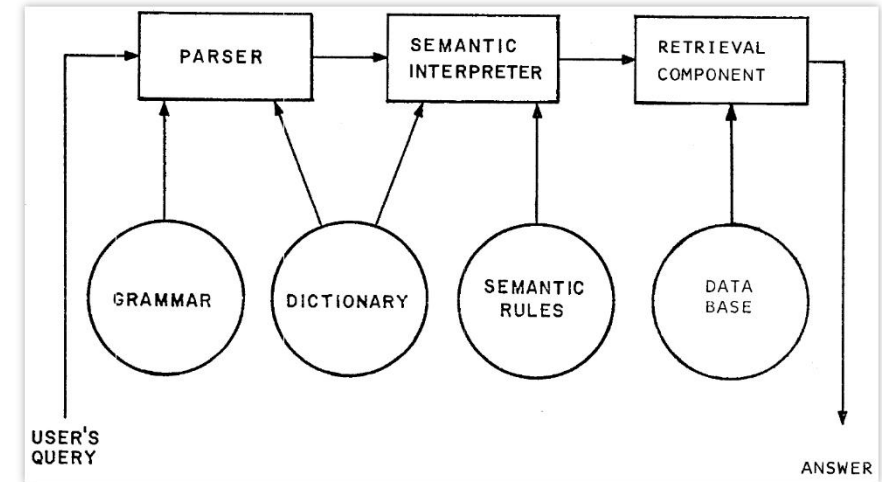 PARSER
SEMANTIC
INTERPRETER
RETRIEVAL
COMPONENT
GRAMMAR
DICTIONARY
SEMANTIC
RULES
DATA
BASE
USER'S
QUERY
ANSWER